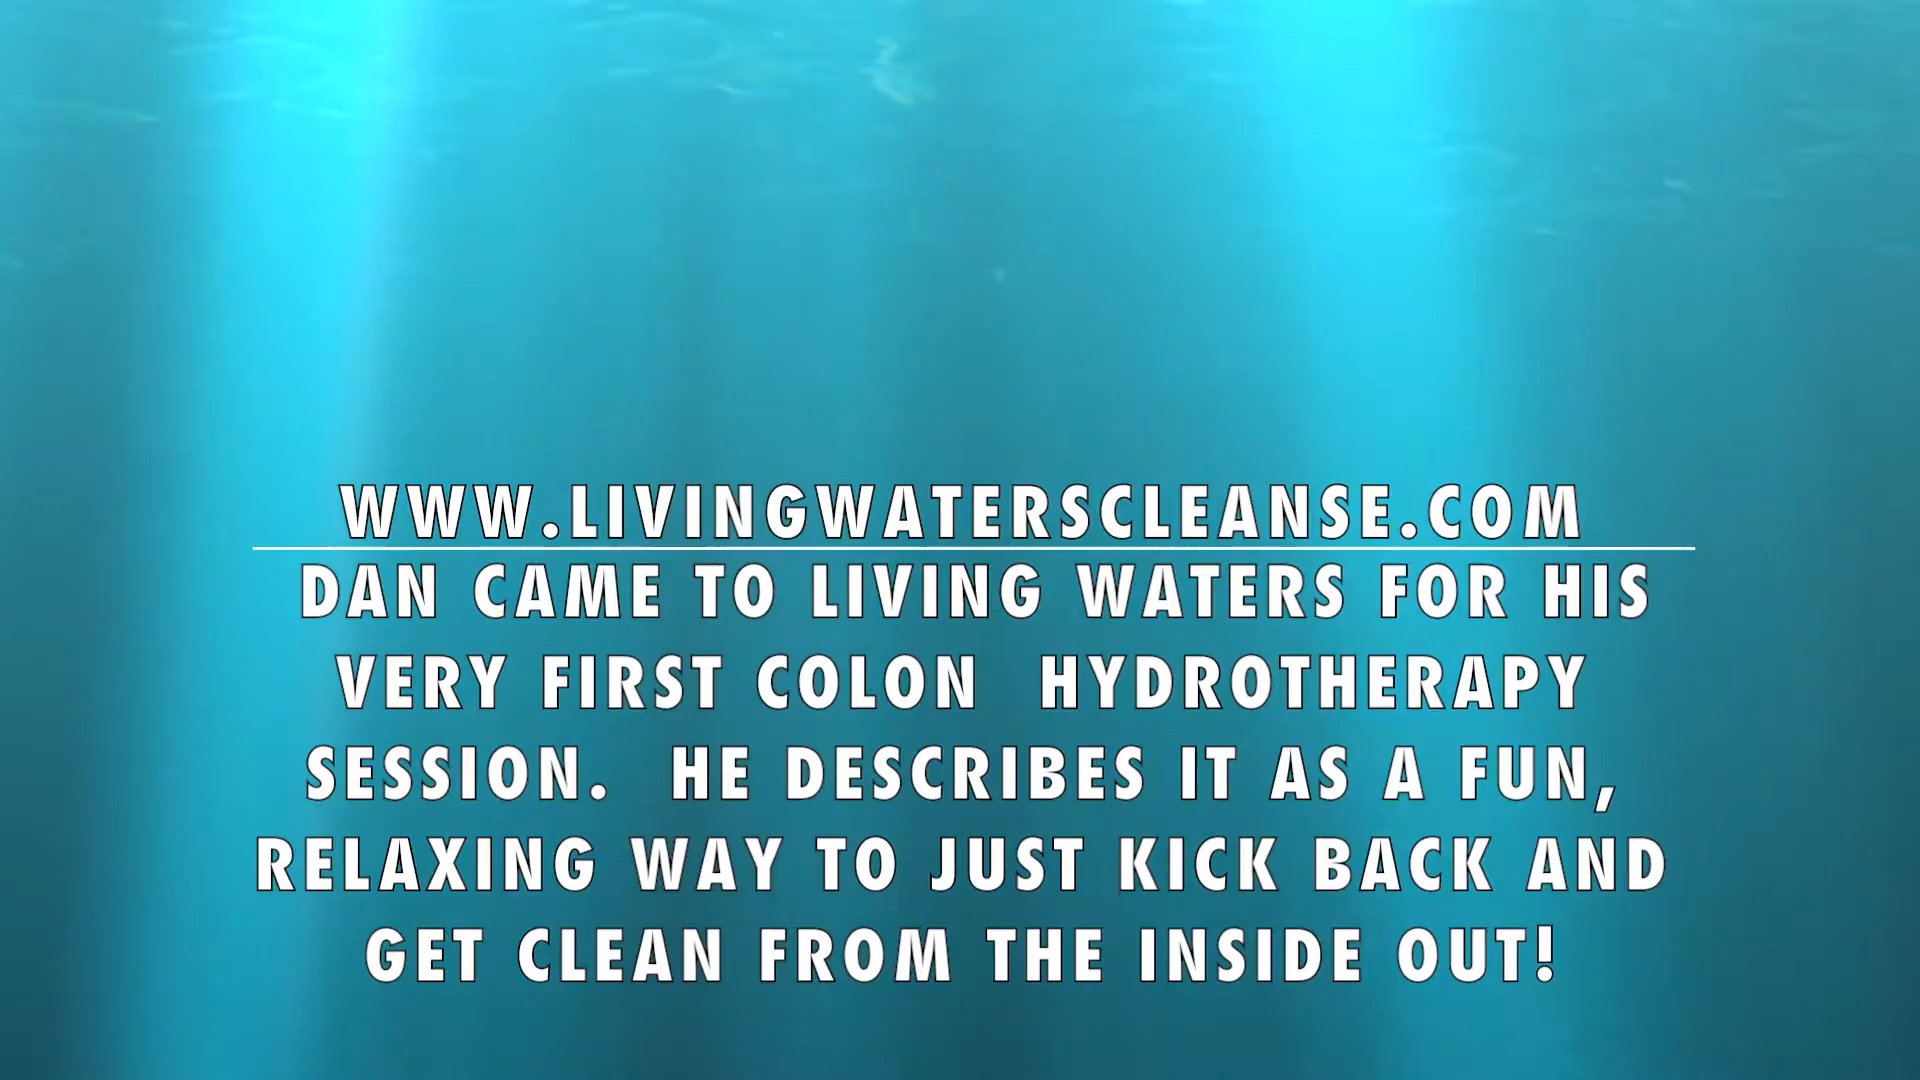 WWW.LIVINGWATERSCLEANSE.COM
DAN CAME TO LIVING WATERS FOR HIS
VERY FIRST COLON  HYDROTHERAPY
SESSION.  HE DESCRIBES IT AS A FUN,
RELAXING WAY TO JUST KICK BACK AND
GET CLEAN FROM THE INSIDE OUT!